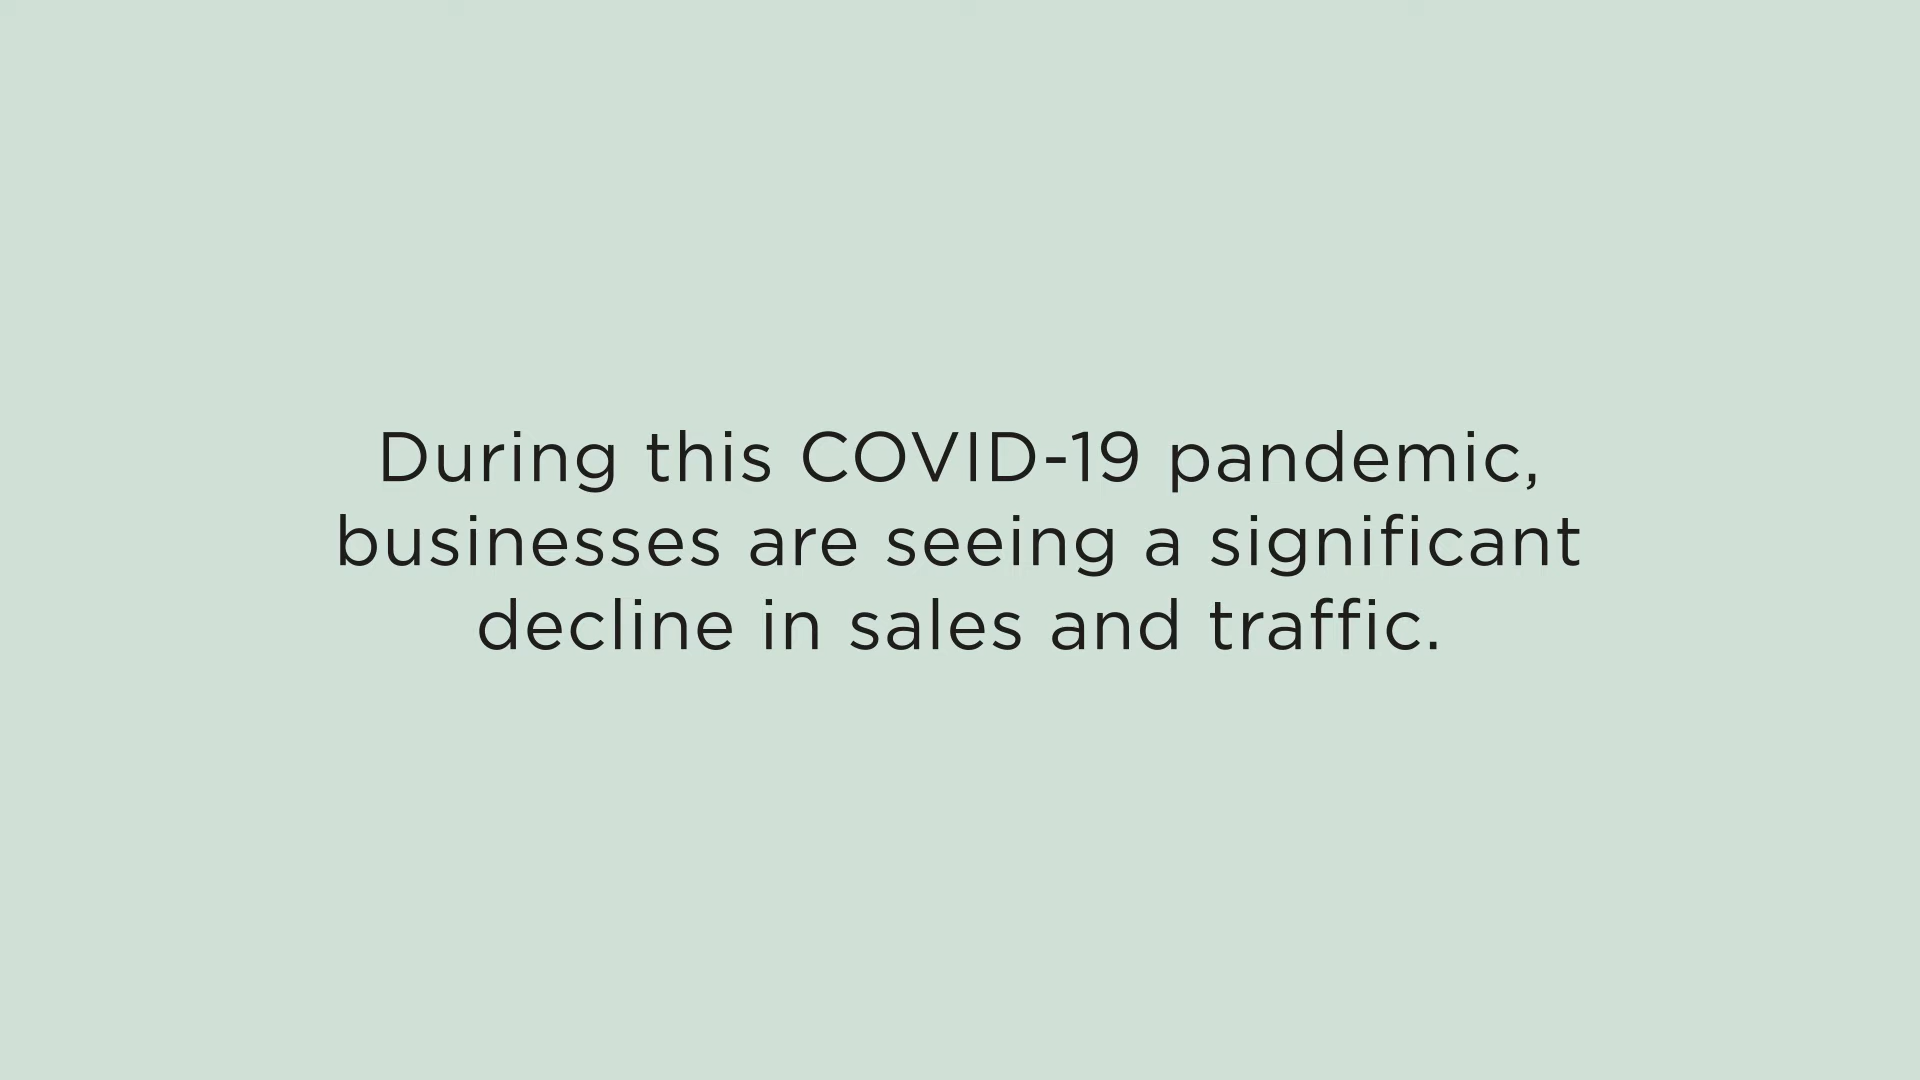 During this COVID-19 pandemic,
businesses are seeing a significant
decline in sales and traffic.